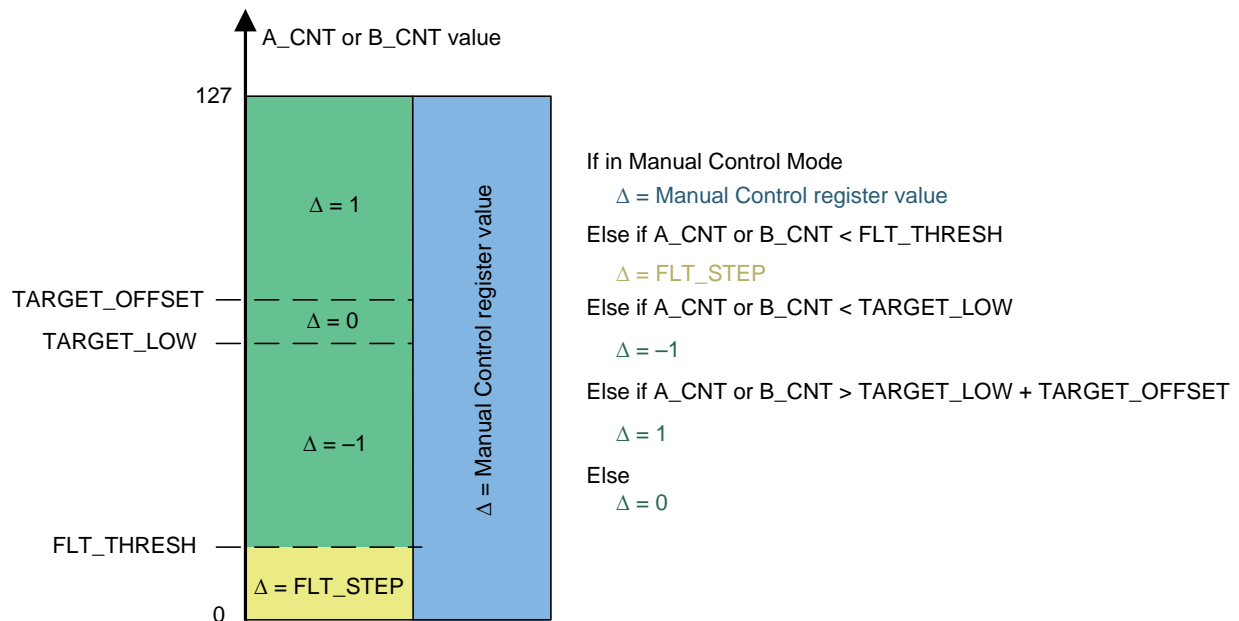 A_CNT or B_CNT value
127
Δ = 1
TARGET_OFFSET
Δ = 0
TARGET_LOW
Δ = –1
FLT_THRESH
Δ = FLT_STEP
0
Δ = Manual Control register value
If in Manual Control Mode
Δ = Manual Control register value
Else if A_CNT or B_CNT < FLT_THRESH
Δ = FLT_STEP
Else if A_CNT or B_CNT < TARGET_LOW
Δ = –1
Else if A_CNT or B_CNT > TARGET_LOW + TARGET_OFFSET
Δ = 1
Else
Δ = 0